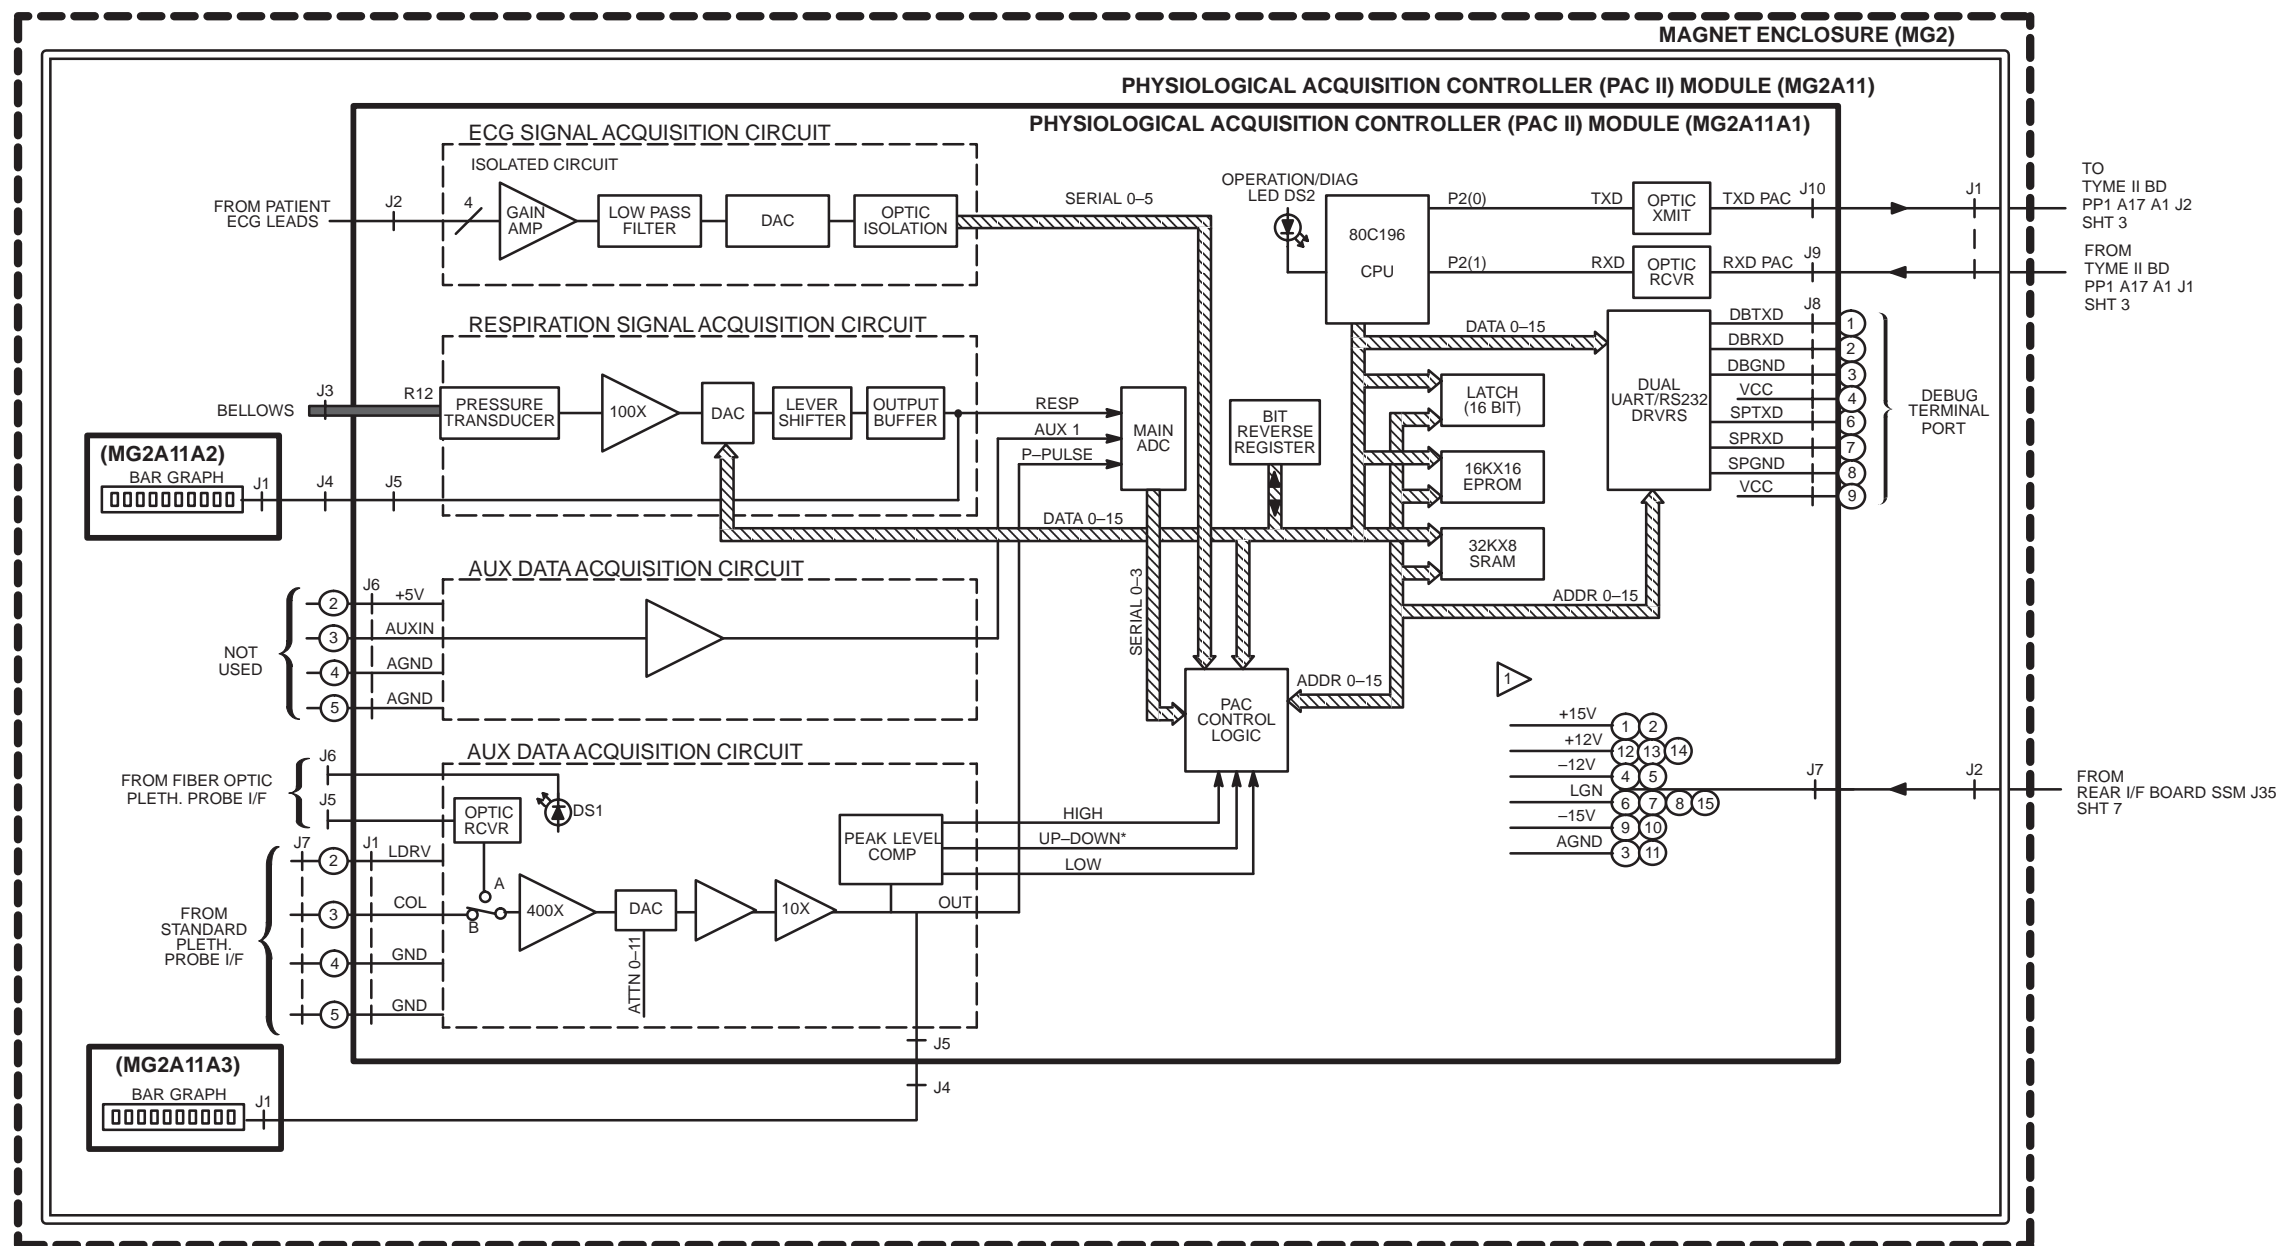 MAGNET ENCLOSURE (MG2)
PHYSIOLOGICAL ACQUISITION CONTROLLER (PAC II) MODULE (MG2A11)
PHYSIOLOGICAL ACQUISITION CONTROLLER (PAC II) MODULE (MG2A11A1)
ECG SIGNAL ACQUISITION CIRCUIT
ISOLATED CIRCUIT
FROM PATIENT
ECG LEADS
J2
4
GAIN
AMP
LOW PASS
FILTER
DAC
OPTIC
ISOLATION
SERIAL 0–5
OPERATION/DIAG
LED DS2
80C196
CPU
P2(0)
TXD
OPTIC
XMIT
TXD PAC
J10
J1
TO
TYME II BD
PP1 A17 A1 J2
SHT 3
P2(1)
RXD
OPTIC
RCVR
RXD PAC
J9
FROM
TYME II BD
PP1 A17 A1 J1
SHT 3
RESPIRATION SIGNAL ACQUISITION CIRCUIT
BELLOWS
J3
R12
PRESSURE
TRANSDUCER
100X
DAC
LEVER
SHIFTER
OUTPUT
BUFFER
RESP
AUX 1
P–PULSE
MAIN
ADC
BIT
REVERSE
REGISTER
DATA 0–15
LATCH
(16 BIT)
16KX16
EPROM
32KX8
SRAM
DUAL
UART/RS232
DRVRS
J8
DBTXD
1
DBRXD
2
DBGND
3
VCC
4
SPTXD
6
SPRXD
7
SPGND
8
VCC
9
DEBUG
TERMINAL
PORT
(MG2A11A2)
BAR GRAPH
J1
J4
J5
DATA 0–15
SERIAL 0–3
ADDR 0–15
ADDR 0–15
AUX DATA ACQUISITION CIRCUIT
J6
NOT
USED
2
+5V
3
AUXIN
4
AGND
5
AGND
PAC
CONTROL
LOGIC
1
+15V
1
2
+12V
12
13
14
–12V
4
5
LGN
6
7
8
15
–15V
9
10
AGND
3
11
J7
J2
FROM
REAR I/F BOARD SSM J35
SHT 7
AUX DATA ACQUISITION CIRCUIT
FROM FIBER OPTIC
PLETH. PROBE I/F
J6
J5
OPTIC
RCVR
DS1
PEAK LEVEL
COMP
HIGH
UP–DOWN*
LOW
FROM
STANDARD
PLETH.
PROBE I/F
J7
J1
2
LDRV
3
COL
4
GND
5
GND
A
B
400X
DAC
ATTN 0–11
10X
OUT
J5
J4
(MG2A11A3)
BAR GRAPH
J1